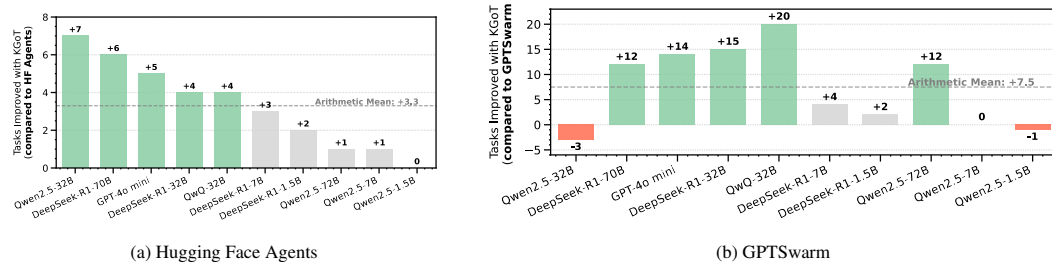 Tasks Improved with KGoT
(compared to HF Agents)
8
6
4
2
0
+7
+6
+5
+4
+4
+3
+2
+1
+1
0
Arithmetic Mean: +3.3
Qwen2.5-32B
DeepSeek-R1-70B
GPT-4o mini
DeepSeek-R1-32B
QwQ-32B
DeepSeek-R1-7B
DeepSeek-R1-1.5B
Qwen2.5-72B
Qwen2.5-7B
Qwen2.5-1.5B
(a) Hugging Face Agents
Tasks Improved with KGoT
(compared to GPTSwarm)
20
15
10
5
0
−5
-3
+12
+14
+15
+20
+4
+2
+12
0
-1
Arithmetic Mean: +7.5
Qwen2.5-32B
DeepSeek-R1-70B
GPT-4o mini
DeepSeek-R1-32B
QwQ-32B
DeepSeek-R1-7B
DeepSeek-R1-1.5B
Qwen2.5-72B
Qwen2.5-7B
Qwen2.5-1.5B
(b) GPTSwarm